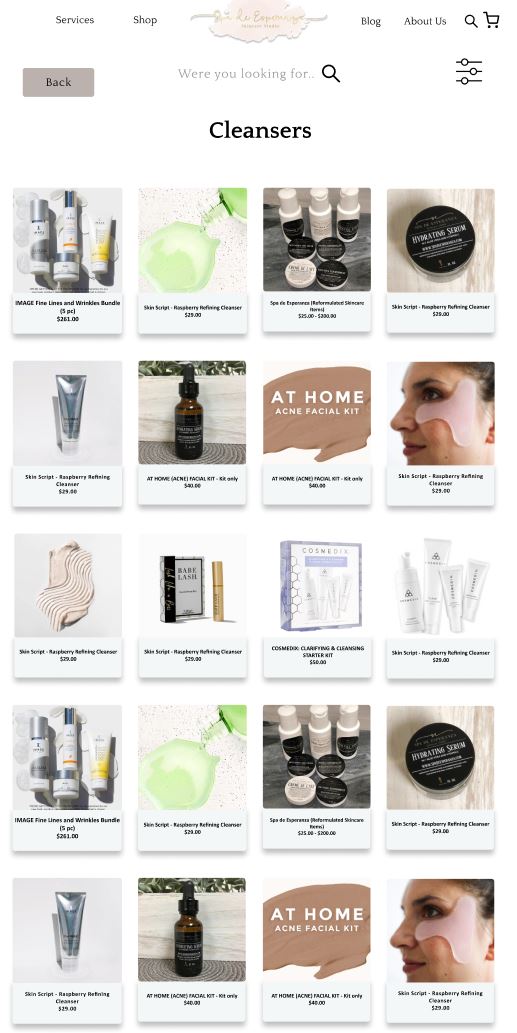 Services
Shop
Spa de Esperanza
Blog
About Us
Back
Were you looking for..
Cleansers
IMAGE Fine Lines and Wrinkles Bundle
(5 pc)
$261.00
Skin Script - Raspberry Refining Cleanser
$29.00
Spa de Esperanza (Reformulated Skincare
Items)
$25.00 - $200.00
HYDRATING SERUM
Skin Script - Raspberry Refining Cleanser
$29.00
Skin Script - Raspberry Refining
Cleanser
$29.00
HYDRATING SERUM
AT HOME (ACNE) FACIAL KIT - Kit only
$40.00
AT HOME
ACNE FACIAL KIT
AT HOME (ACNE) FACIAL KIT - Kit only
$40.00
Skin Script - Raspberry Refining
Cleanser
$29.00
Skin Script - Raspberry Refining Cleanser
$29.00
BABE
LASH
Skin Script - Raspberry Refining Cleanser
$29.00
COSMEDIX
COSMEDIX: CLARIFYING & CLEANSING
STARTER KIT
$50.00
COSMEDIX
Skin Script - Raspberry Refining Cleanser
$29.00
IMAGE Fine Lines and Wrinkles Bundle
(5 pc)
$261.00
Skin Script - Raspberry Refining Cleanser
$29.00
Spa de Esperanza (Reformulated Skincare
Items)
$25.00 - $200.00
HYDRATING SERUM
Skin Script - Raspberry Refining Cleanser
$29.00
Skin Script - Raspberry Refining
Cleanser
$29.00
HYDRATING SERUM
AT HOME (ACNE) FACIAL KIT - Kit only
$40.00
AT HOME
ACNE FACIAL KIT
AT HOME (ACNE) FACIAL KIT - Kit only
$40.00
Skin Script - Raspberry Refining
Cleanser
$29.00